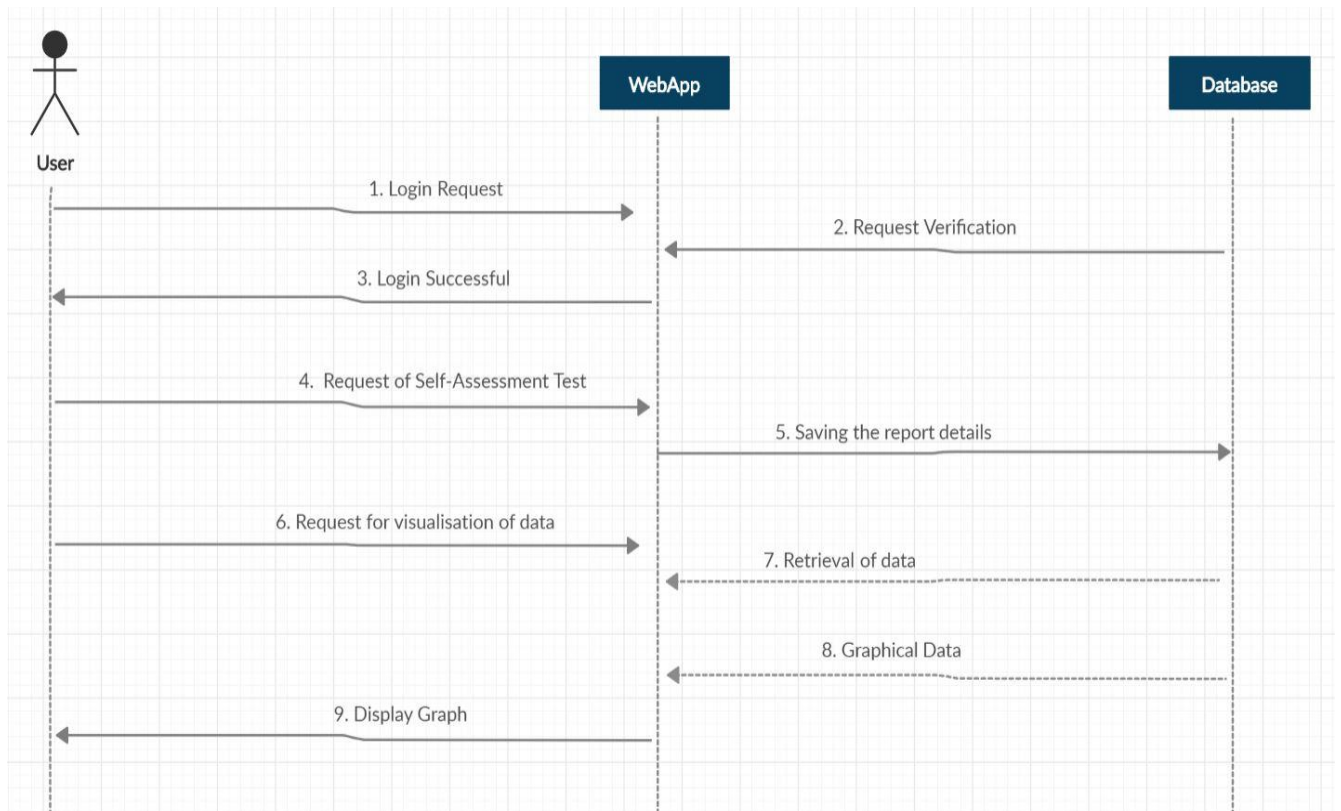 WebApp
Database
User
1. Login Request
2. Request Verification
3. Login Successful
4. Request of Self-Assessment Test
5. Saving the report details
6. Request for visualisation of data
7. Retrieval of data
8. Graphical Data
9. Display Graph